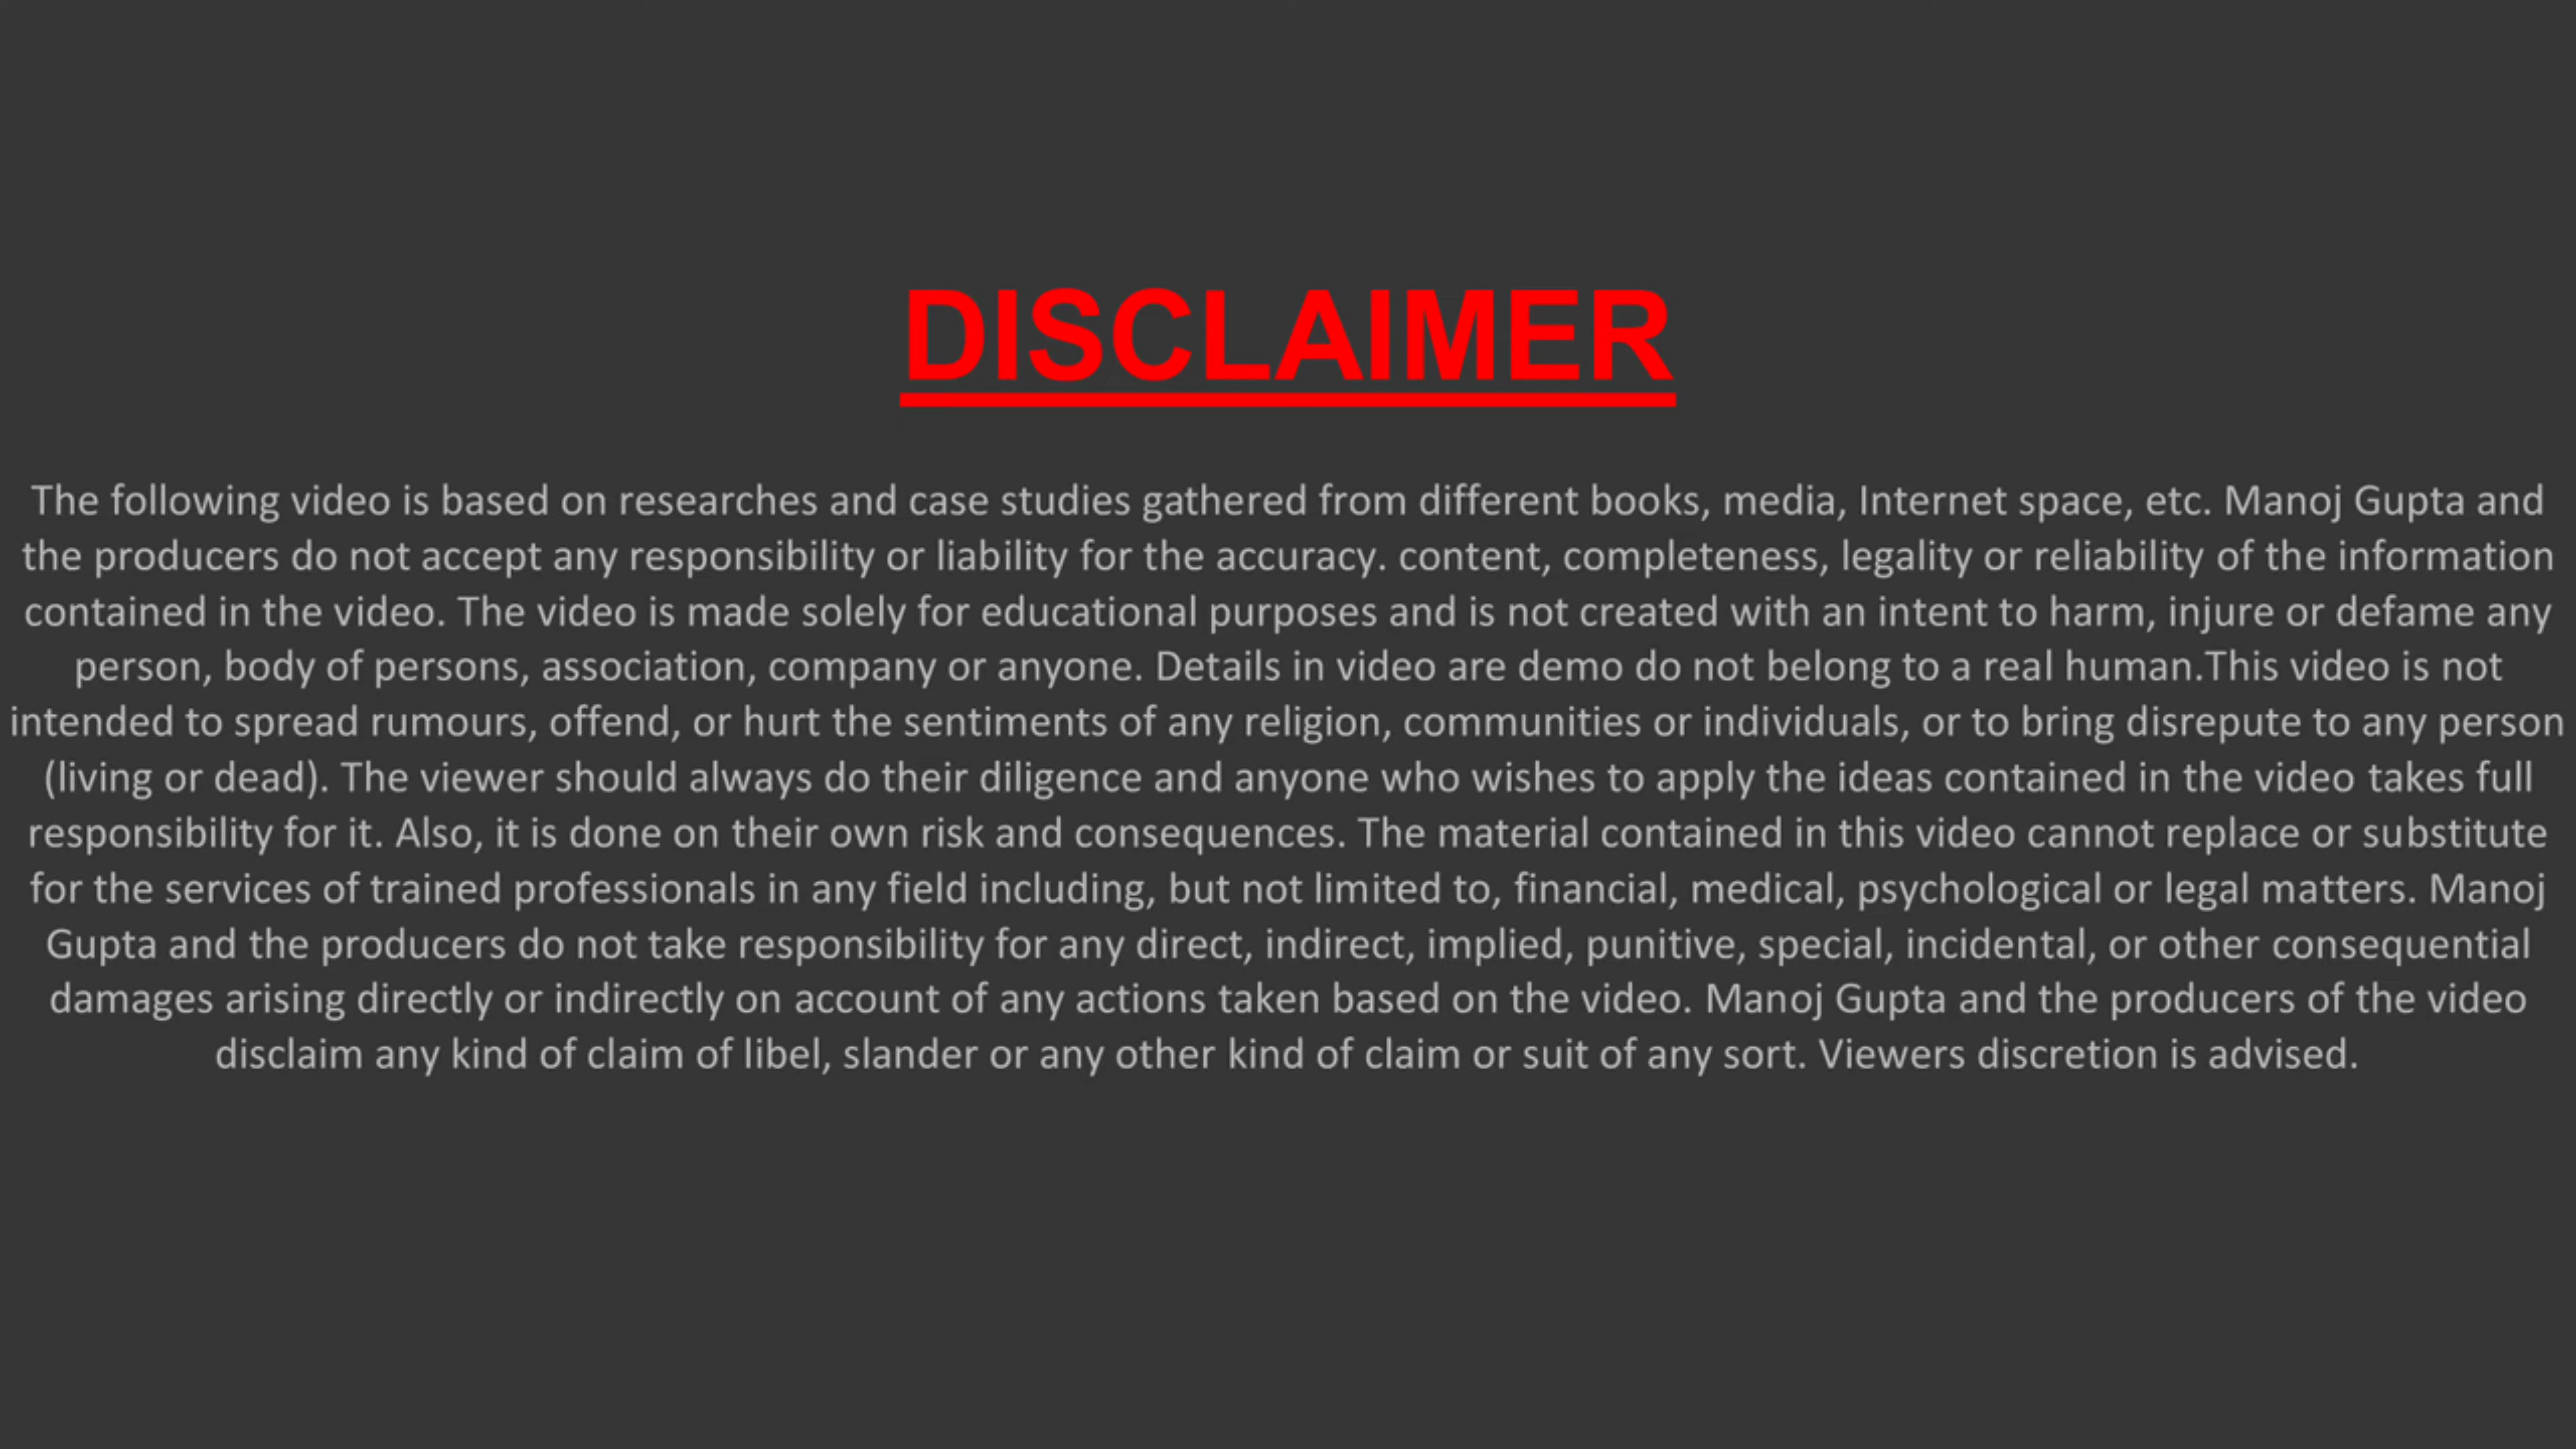 DISCLAIMER
The following video is based on researches and case studies gathered from different books, media, Internet space, etc. Manoj Gupta and
the producers do not accept any responsibility or liability for the accuracy. content, completeness, legality or reliability of the information
contained in the video. The video is made solely for educational purposes and is not created with an intent to harm, injure or defame any
person, body of persons, association, company or anyone. Details in video are demo do not belong to a real human.This video is not
intended to spread rumours, offend, or hurt the sentiments of any religion, communities or individuals, or to bring disrepute to any person
(living or dead). The viewer should always do their diligence and anyone who wishes to apply the ideas contained in the video takes full
responsibility for it. Also, it is done on their own risk and consequences. The material contained in this video cannot replace or substitute
for the services of trained professionals in any field including, but not limited to, financial, medical, psychological or legal matters. Manoj
Gupta and the producers do not take responsibility for any direct, indirect, implied, punitive, special, incidental, or other consequential
damages arising directly or indirectly on account of any actions taken based on the video. Manoj Gupta and the producers of the video
disclaim any kind of claim of libel, slander or any other kind of claim or suit of any sort. Viewers discretion is advised.